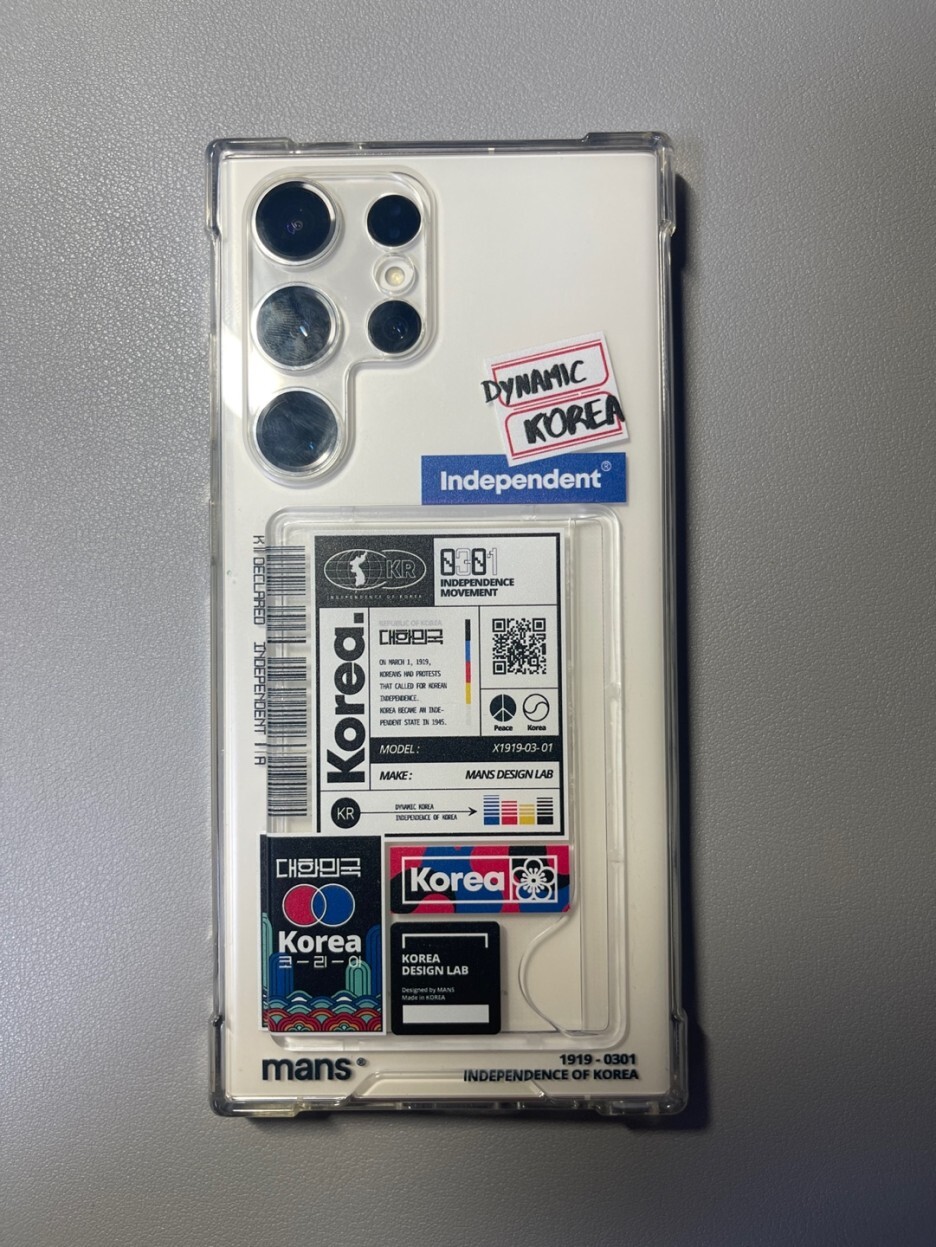 DYNAMIC
KOREA
Independent®
KI DECLARED INDEPENDENT IIA
KR
INDEPENDENTS OF KOREA
0301
INDEPENDENCE
MOVEMENT
Korea.
REPUBLIC OF KOREA
대한민국
ON MARCH 1, 1919,
KOREANS HAD PROTESTS
THAT CALLED FOR KOREAN
INDEPENDENCE.
KOREA BECAME AN INDE-
PENDENT STATE IN 1945.
Peace
Korea
MODEL : X1919-03-01
MAKE : MANS DESIGN LAB
KR
DYNAMIC KOREA
INDEPENDENCE OF KOREA
대한민국
Korea
코-리-아
Korea
KOREA
DESIGN LAB
Designed by MANS
Made in KOREA
mans®
1919 - 0301
INDEPENDENCE OF KOREA